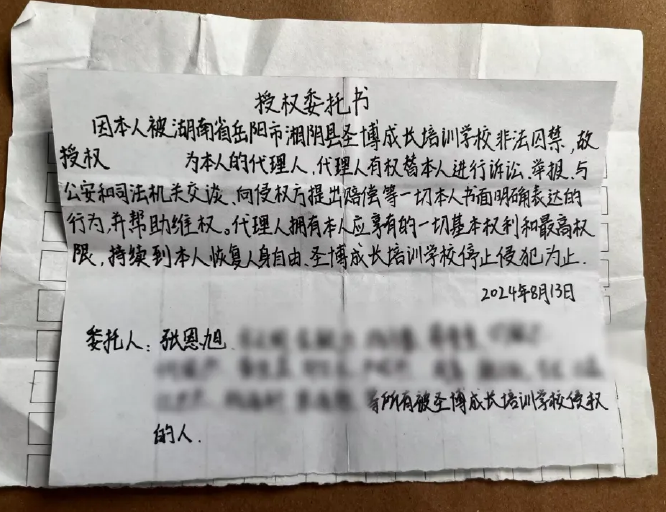 授权委托书
因本人被湖南省岳阳市湘阴县圣博成长培训学校非法囚禁,故
授权 为本人的代理人,代理人有权替本人进行诉讼、举报、与
公安和司法机关交谈、向侵权方提出赔偿等一切本人书面明确表达的
行为,并帮助维权。代理人拥有本人应享有的一切基本权利和最高权
限,持续到本人恢复人身自由、圣博成长培训学校停止侵犯为止.
2024年8月13日
委托人:张恩旭
等所有被圣博成长培训学校侵权
的人.